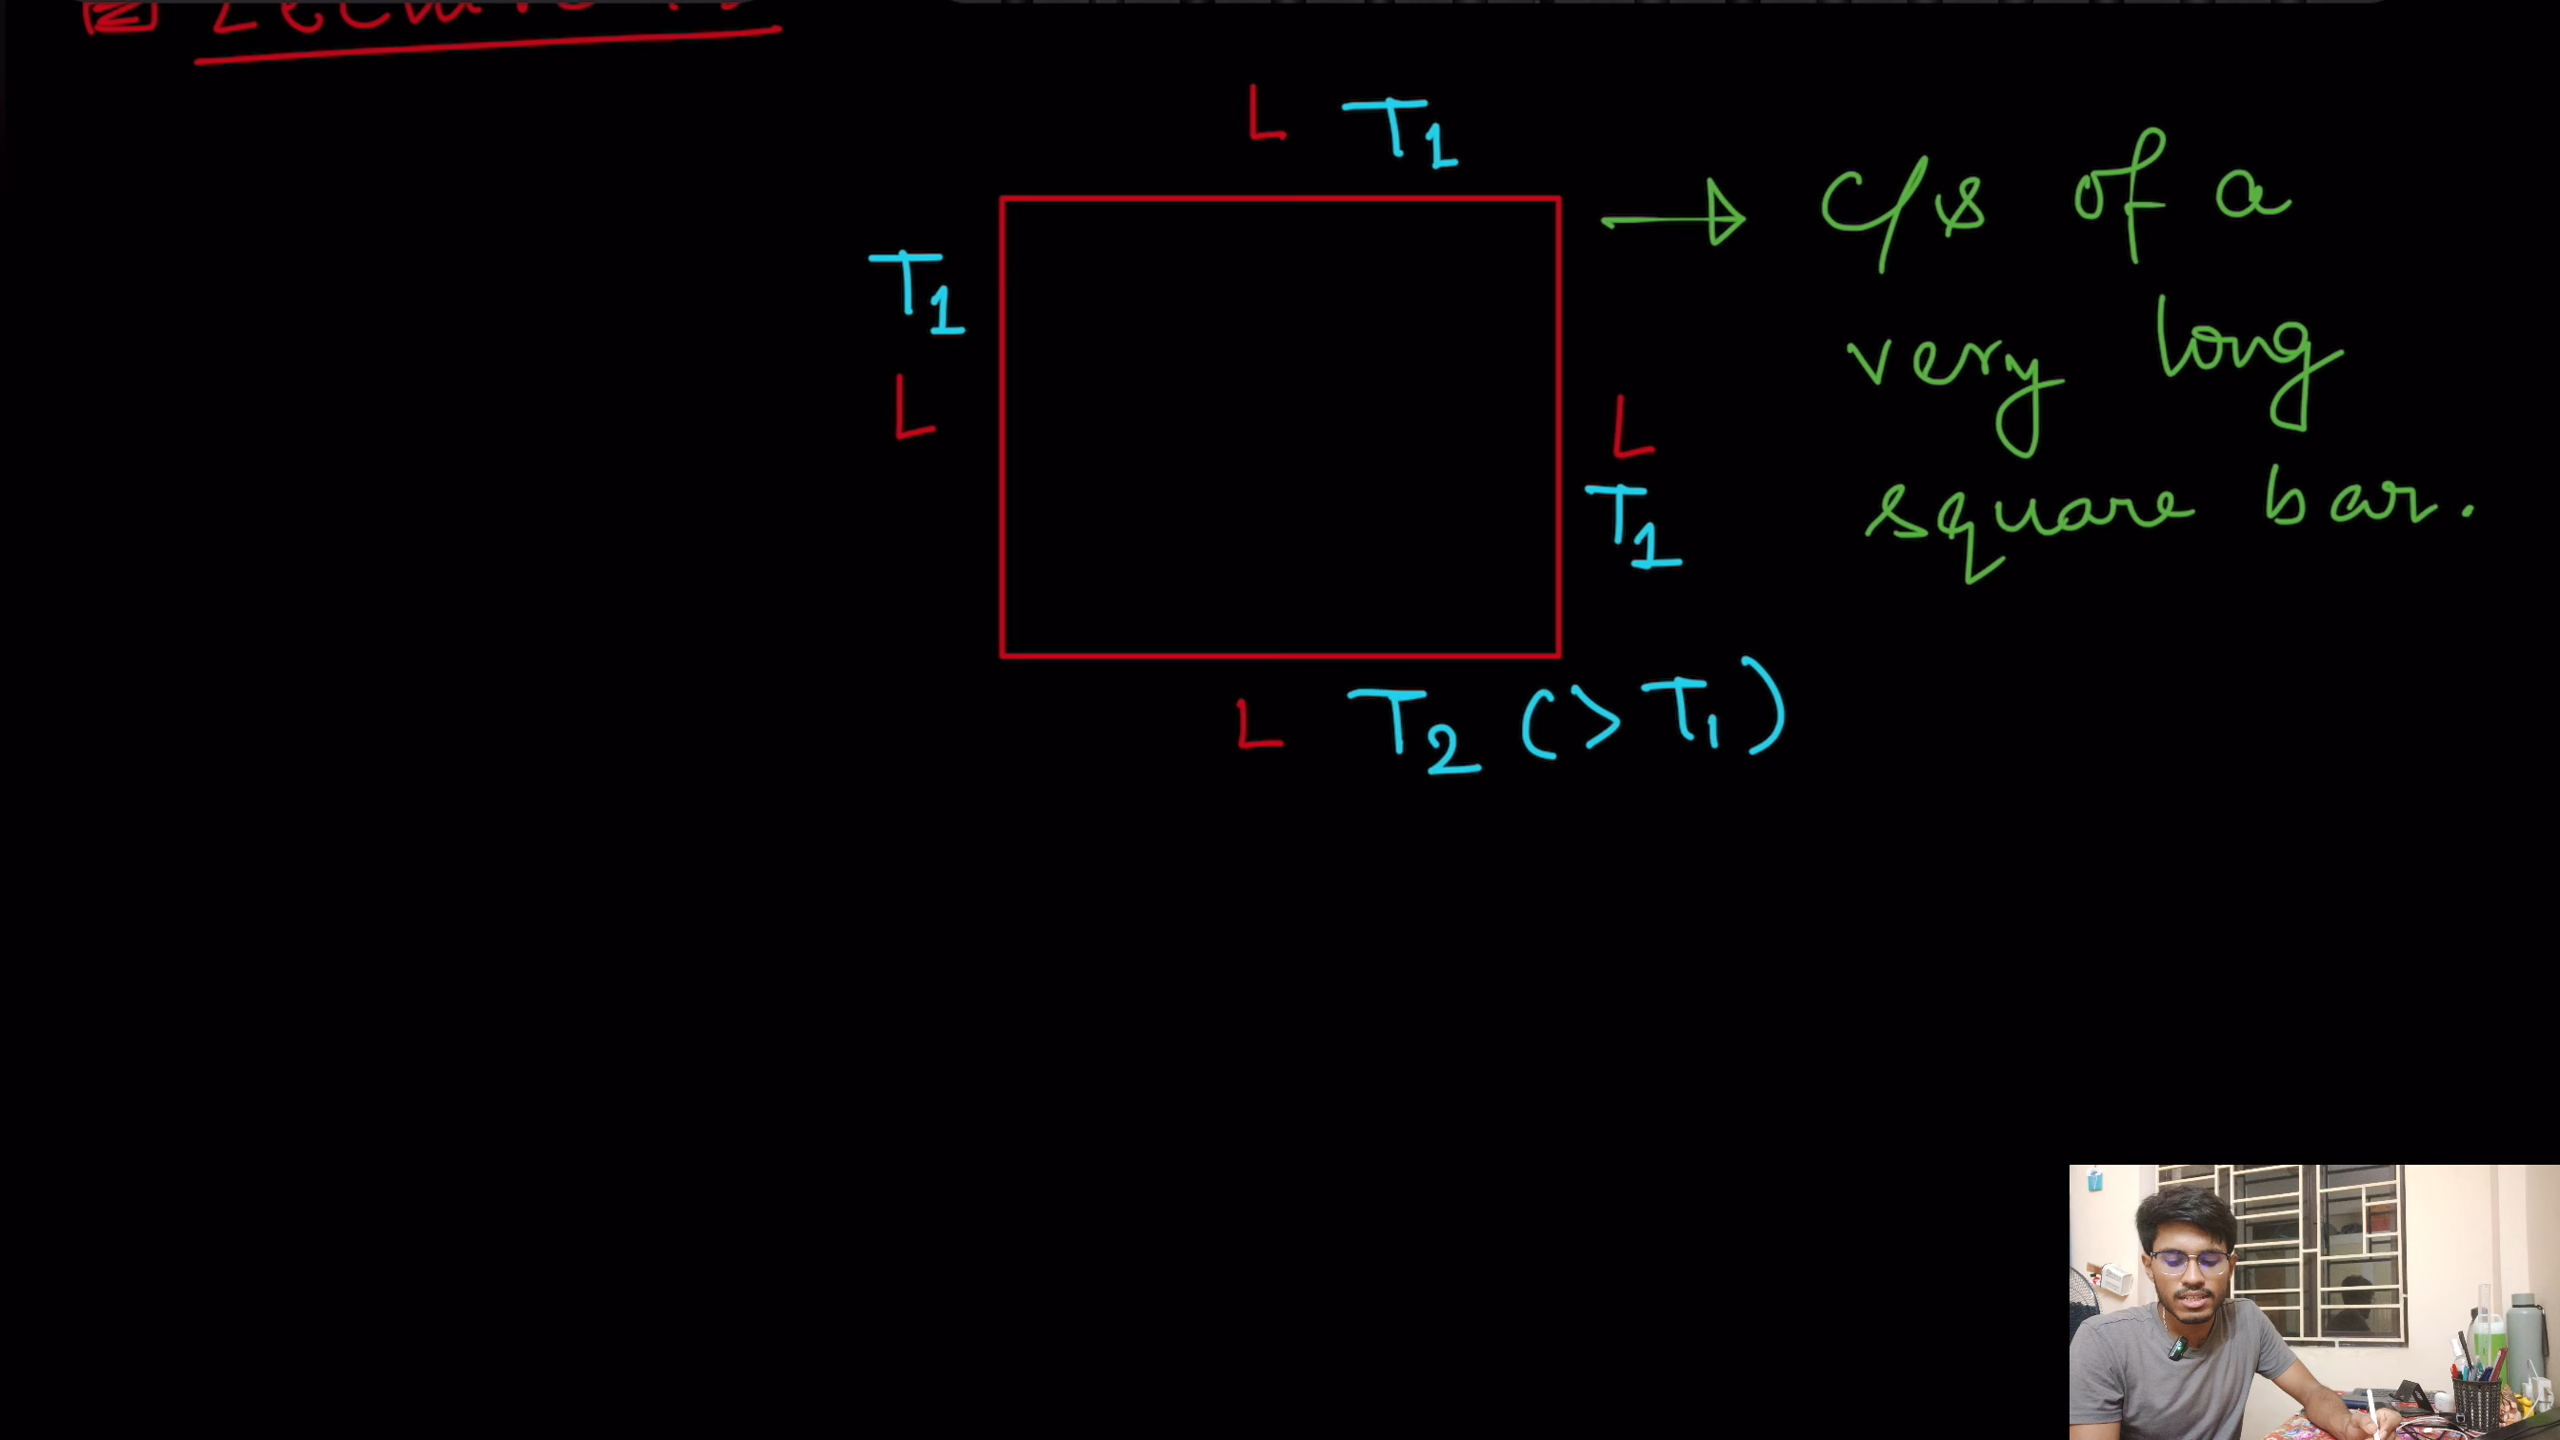 L T1
T1
L
L
T1
L T2 (> T1)
c/s of a
very long
square bar.